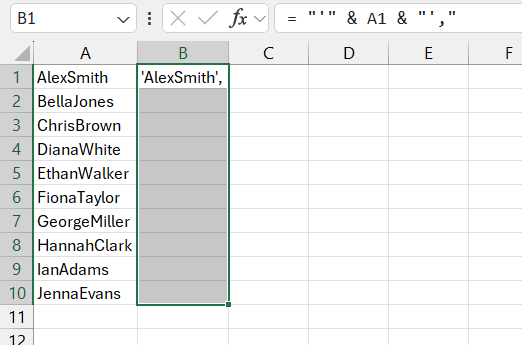 B1 fx = "'" & A1 & "',"
A B C D E F
1 AlexSmith 'AlexSmith',
2 BellaJones
3 ChrisBrown
4 DianaWhite
5 EthanWalker
6 FionaTaylor
7 GeorgeMiller
8 HannahClark
9 IanAdams
10 JennaEvans
11
12